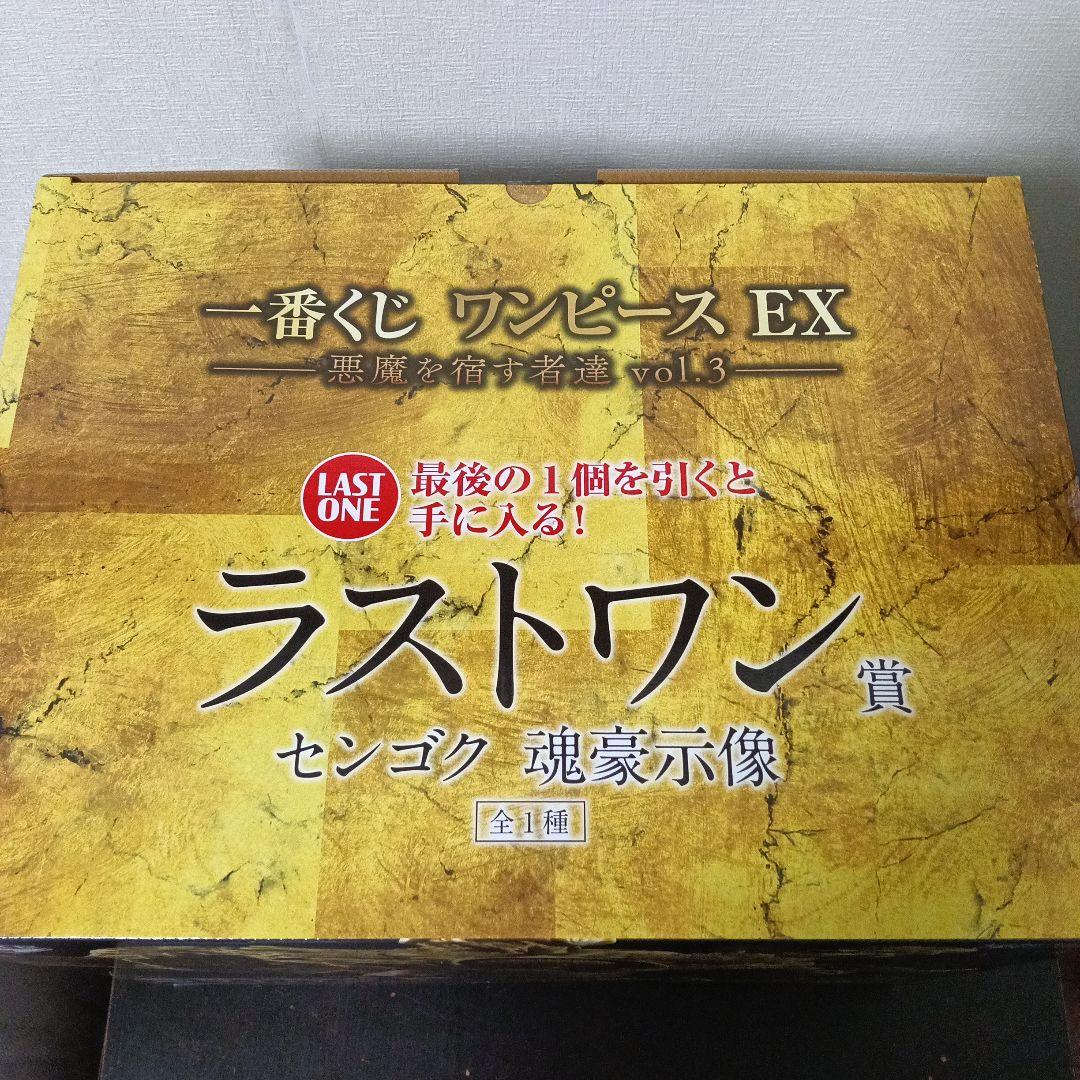 一番くじ ワンピース EX
悪魔を宿す者達 vol.3
LAST
ONE
最後の1個を引くと
手に入る!
ラストワン賞
センゴク 魂豪示像
全1種